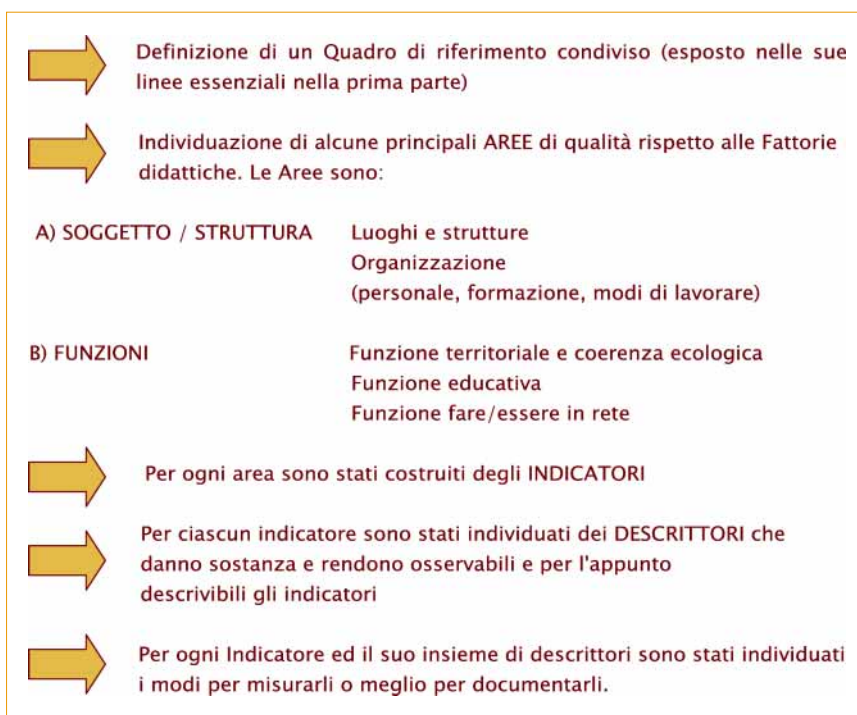 Definizione di un Quadro di riferimento condiviso (esposto nelle sue
linee essenziali nella prima parte)
Individuazione di alcune principali AREE di qualità rispetto alle Fattorie
didattiche. Le Aree sono:
A) SOGGETTO / STRUTTURA Luoghi e strutture
Organizzazione
(personale, formazione, modi di lavorare)
B) FUNZIONI Funzione territoriale e coerenza ecologica
Funzione educativa
Funzione fare/essere in rete
Per ogni area sono stati costruiti degli INDICATORI
Per ciascun indicatore sono stati individuati dei DESCRITTORI che
danno sostanza e rendono osservabili e per l'appunto
descrivibili gli indicatori
Per ogni Indicatore ed il suo insieme di descrittori sono stati individuati
i modi per misurarli o meglio per documentarli.